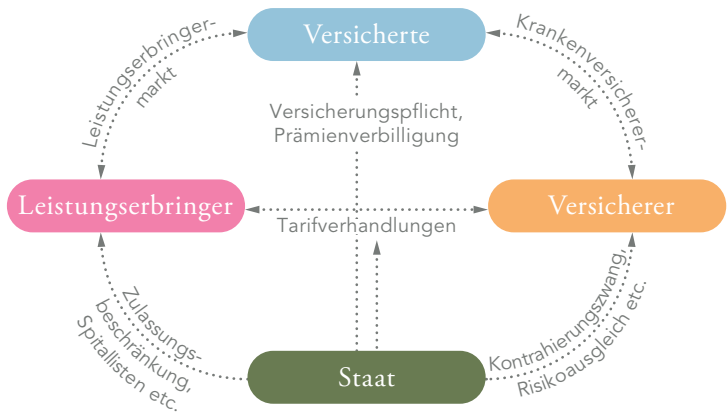 Versicherte
Leistungserbringer-
markt
Krankenversicherer-
markt
Versicherungspflicht,
Prämienverbilligung
Leistungserbringer
Versicherer
Tarifverhandlungen
Zulassungs-
beschränkung,
Spitallisten etc.
Kontrahierungszwang,
Risikoausgleich etc.
Staat